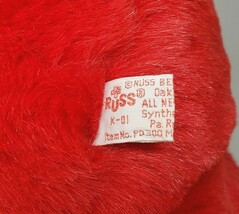 ©RUSS BE
RUSS® Oak
K-01 ALL NE
Synthe
Pa. R
Item No. PD300 M